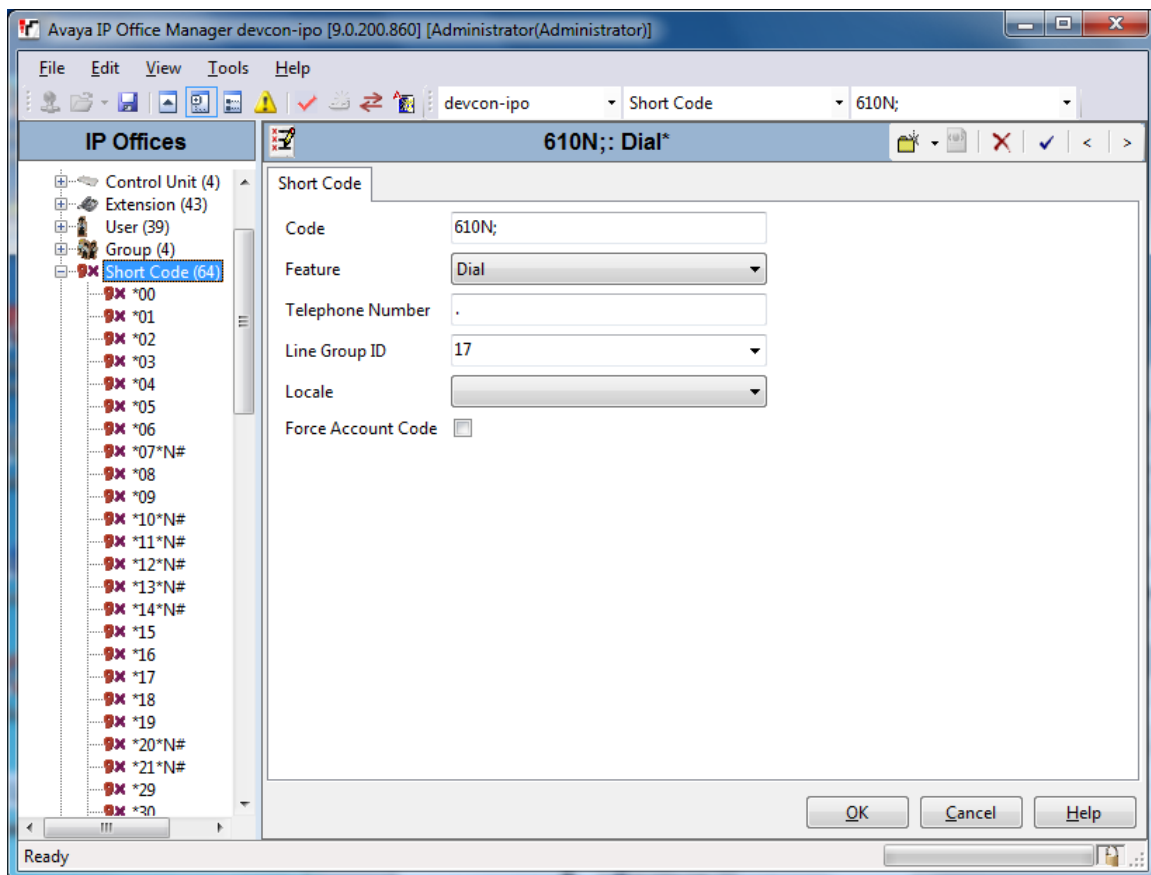 Avaya IP Office Manager devcon-ipo [9.0.200.860] [Administrator(Administrator)]
File Edit View Tools Help
devcon-ipo Short Code 610N;
IP Offices
610N;: Dial*
Control Unit (4)
Extension (43)
User (39)
Group (4)
Short Code (64)
*00
*01
*02
*03
*04
*05
*06
*07*N#
*08
*09
*10*N#
*11*N#
*12*N#
*13*N#
*14*N#
*15
*16
*17
*18
*19
*20*N#
*21*N#
*29
*30
Short Code
Code 610N;
Feature Dial
Telephone Number .
Line Group ID 17
Locale
Force Account Code
OK Cancel Help
Ready